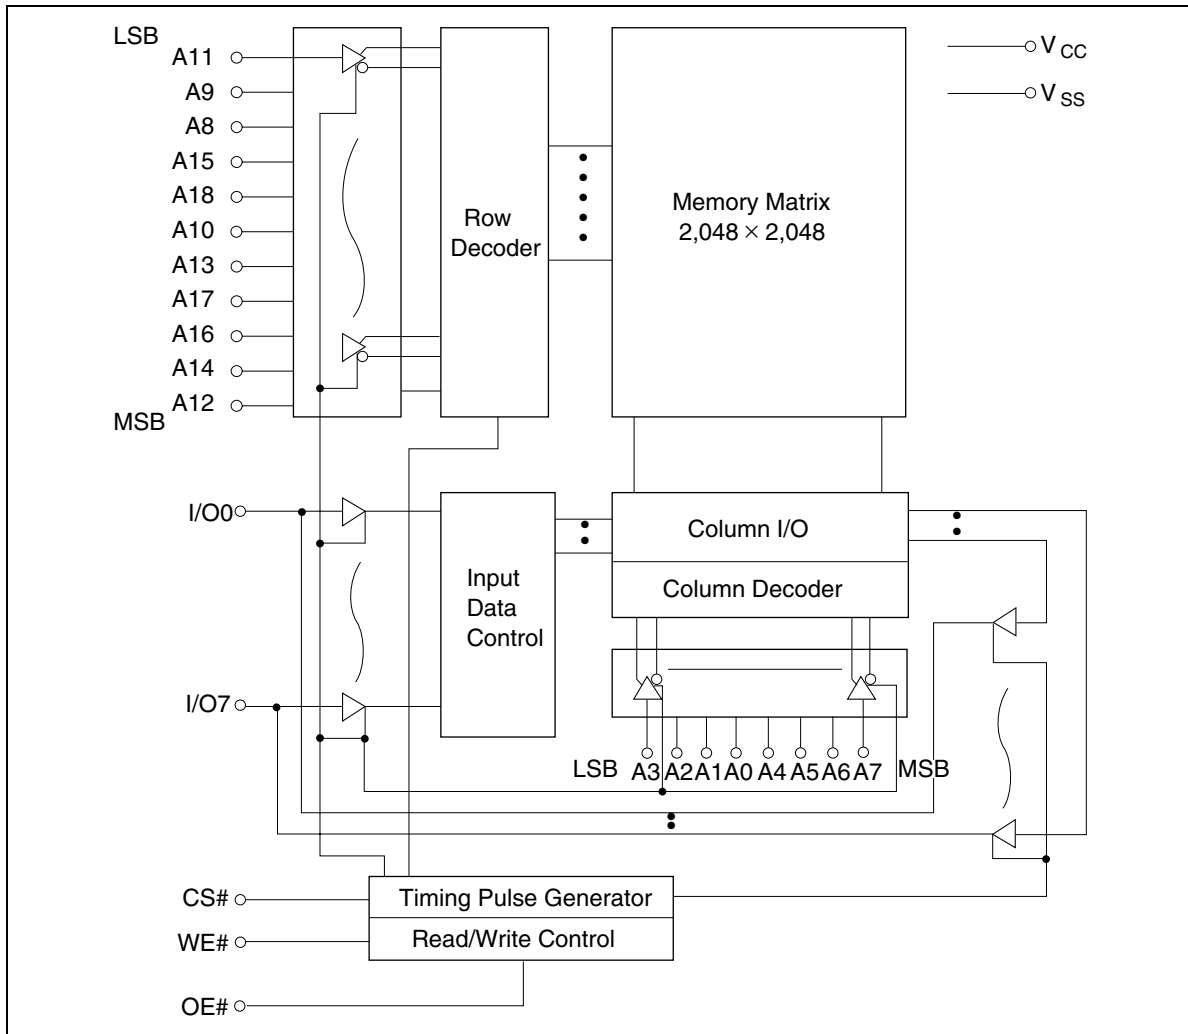 LSB
A11
A9
A8
A15
A18
A10
A13
A17
A16
A14
A12
MSB
Row
Decoder
Memory Matrix
2,048 × 2,048
V CC
V SS
I/O0
I/O7
Input
Data
Control
Column I/O
Column Decoder
LSB A3 A2 A1 A0 A4 A5 A6 A7 MSB
CS#
WE#
OE#
Timing Pulse Generator
Read/Write Control